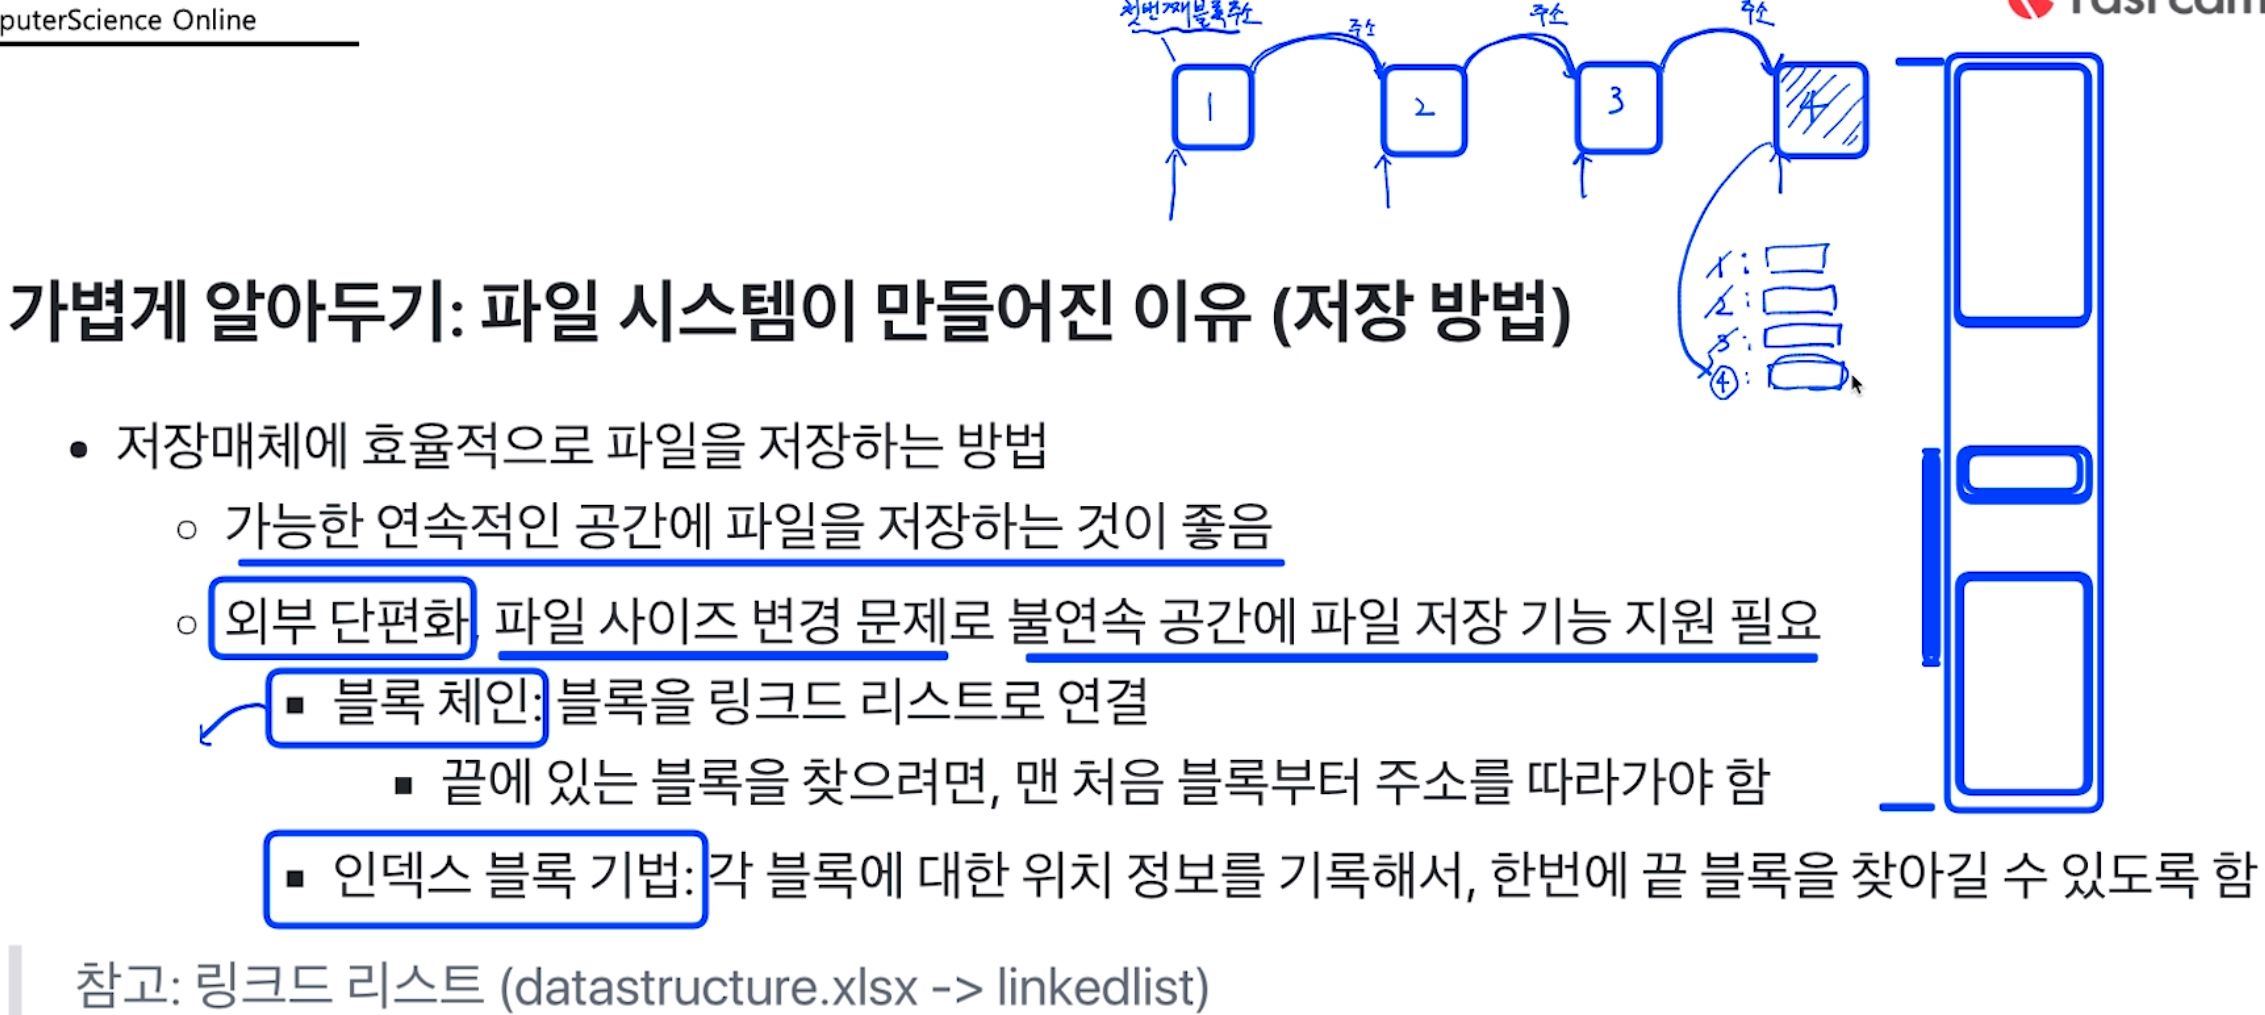 puterScience Online
첫번째블록주소
주소
주소
주소
1
2
3
4
1:
2:
3:
4:
가볍게 알아두기: 파일 시스템이 만들어진 이유 (저장 방법)
저장매체에 효율적으로 파일을 저장하는 방법
가능한 연속적인 공간에 파일을 저장하는 것이 좋음
외부 단편화, 파일 사이즈 변경 문제로 불연속 공간에 파일 저장 기능 지원 필요
블록 체인: 블록을 링크드 리스트로 연결
끝에 있는 블록을 찾으려면, 맨 처음 블록부터 주소를 따라가야 함
인덱스 블록 기법: 각 블록에 대한 위치 정보를 기록해서, 한번에 끝 블록을 찾아길 수 있도록 함
참고: 링크드 리스트 (datastructure.xlsx -> linkedlist)